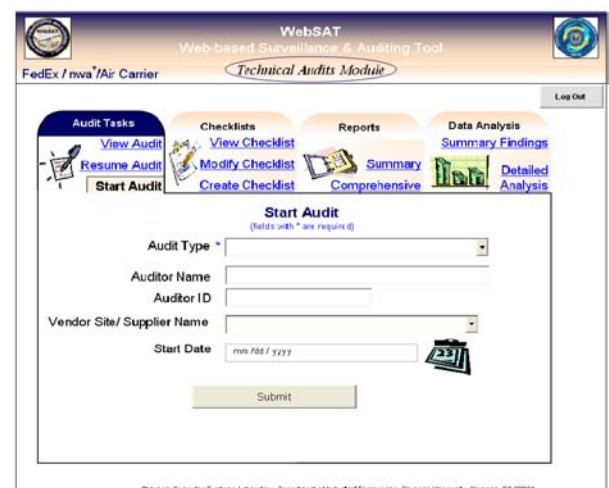 WebSAT
Web-based Surveillance & Auditing Tool
FedEx / nwa*/Air Carrier
Technical Audits Module
Log Out
Audit Tasks
View Audit
Resume Audit
Start Audit
Checklists
View Checklist
Modify Checklist
Create Checklist
Reports
Summary
Comprehensive
Data Analysis
Summary Findings
Detailed
Analysis
Start Audit
(fields with * are required)
Audit Type *
Auditor Name
Auditor ID
Vendor Site/ Supplier Name
Start Date
mm / dd / yyyy
23
Submit